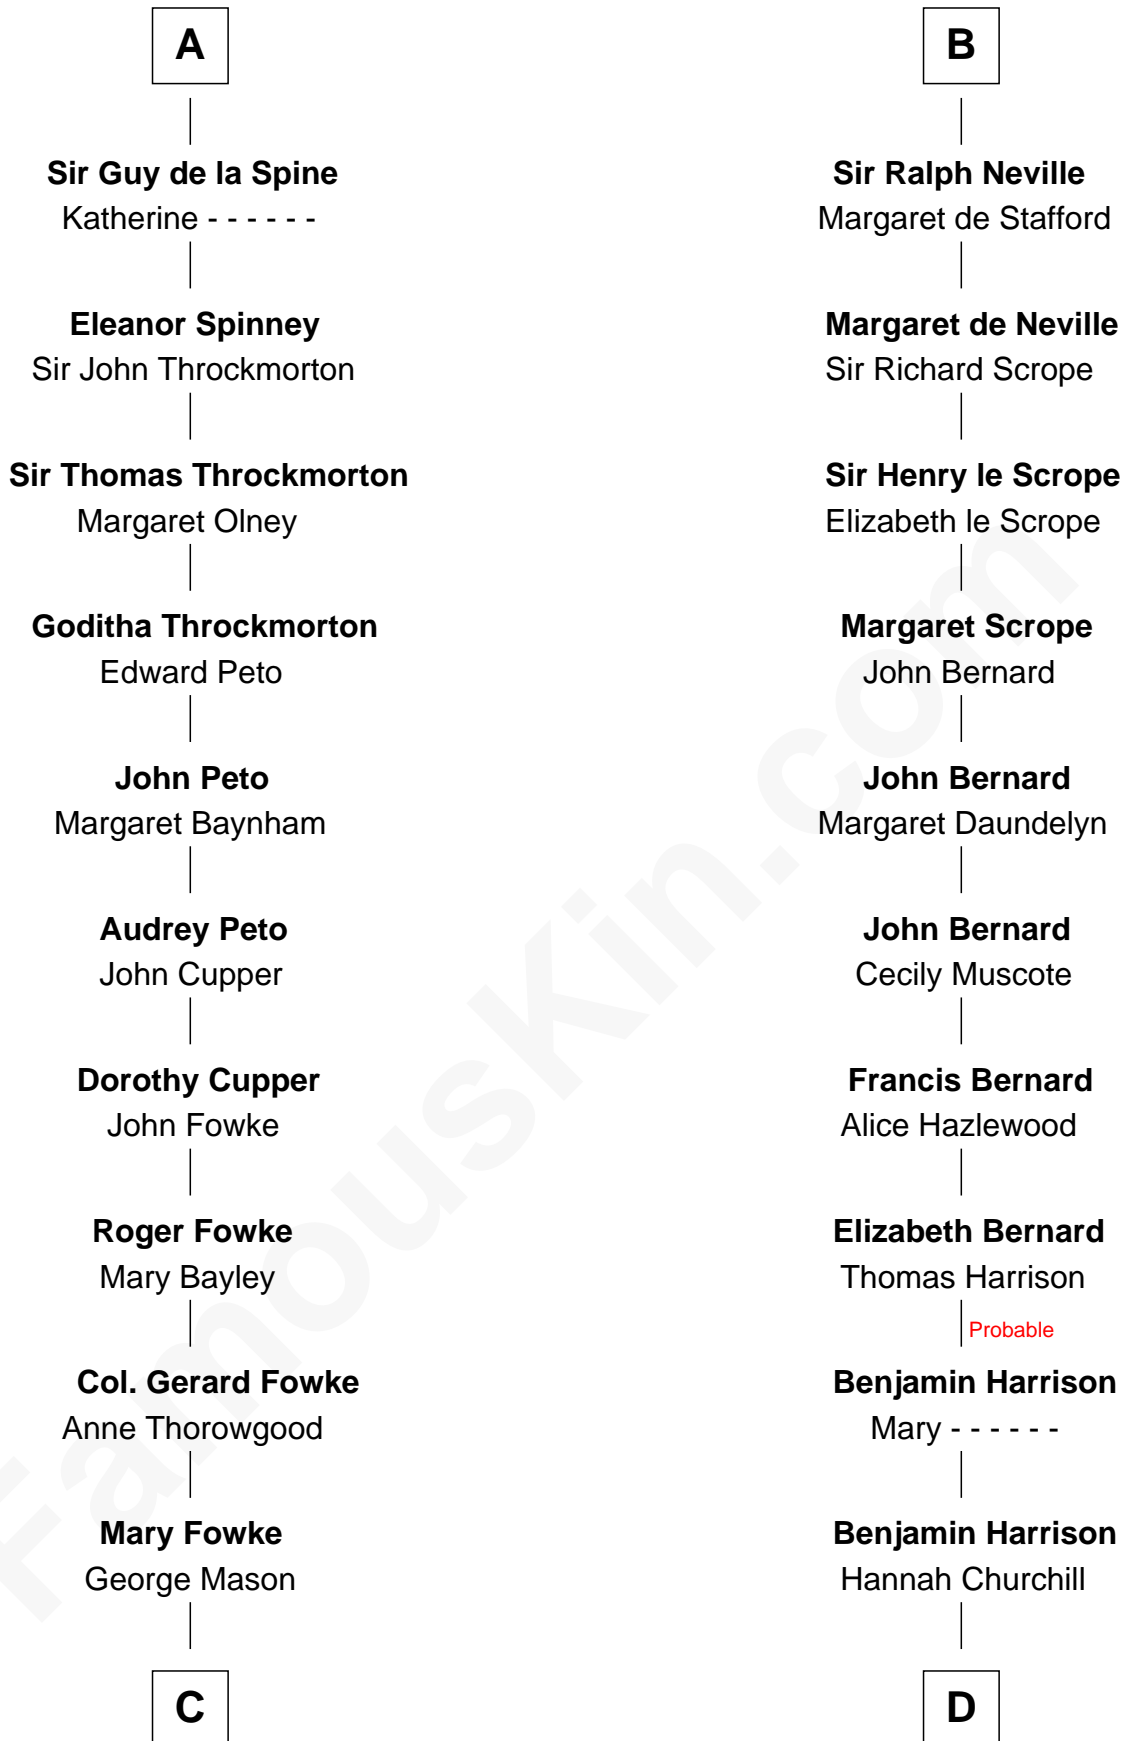 A
Sir Guy de la Spine
Katherine - - - - - -
Eleanor Spinney
Sir John Throckmorton
Sir Thomas Throckmorton
Margaret Olney
Goditha Throckmorton
Edward Peto
John Peto
Margaret Baynham
Audrey Peto
John Cupper
Dorothy Cupper
John Fowke
Roger Fowke
Mary Bayley
Col. Gerard Fowke
Anne Thorowgood
Mary Fowke
George Mason
C
B
Sir Ralph Neville
Margaret de Stafford
Margaret de Neville
Sir Richard Scrope
Sir Henry le Scrope
Elizabeth le Scrope
Margaret Scrope
John Bernard
John Bernard
Margaret Daundelyn
John Bernard
Cecily Muscote
Francis Bernard
Alice Hazlewood
Elizabeth Bernard
Thomas Harrison
Probable
Benjamin Harrison
Mary - - - - - -
Benjamin Harrison
Hannah Churchill
D
FamousKin.com